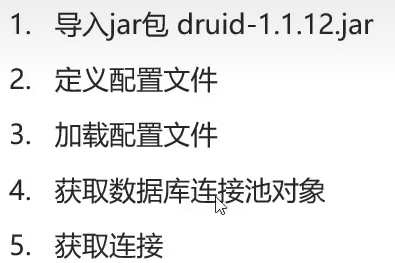 1. 导入jar包 druid-1.1.12.jar
2. 定义配置文件
3. 加载配置文件
4. 获取数据库连接池对象
5. 获取连接